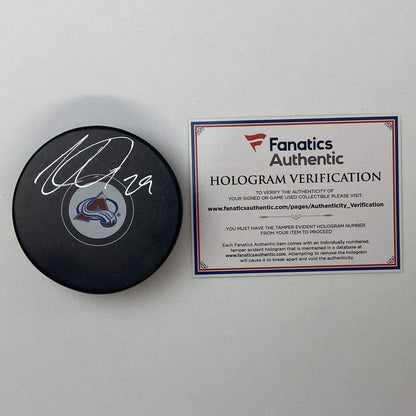 29
Fanatics
Authentic
HOLOGRAM VERIFICATION
TO VERIFY THE AUTHENTICITY OF
YOUR SIGNED OR GAME USED COLLECTIBLE PLEASE VISIT:
www.fanaticsauthentic.com/pages/Authenticity_Verification
YOU MUST HAVE THE TAMPER EVIDENT HOLOGRAM NUMBER
FROM YOUR ITEM TO PROCEED
Each Fanatics Authentic item comes with an individually numbered,
tamper evident hologram that is maintained in a database at
www.fanaticsauthentic.com. Attempting to remove the hologram
will cause it to break apart and void the authenticity.